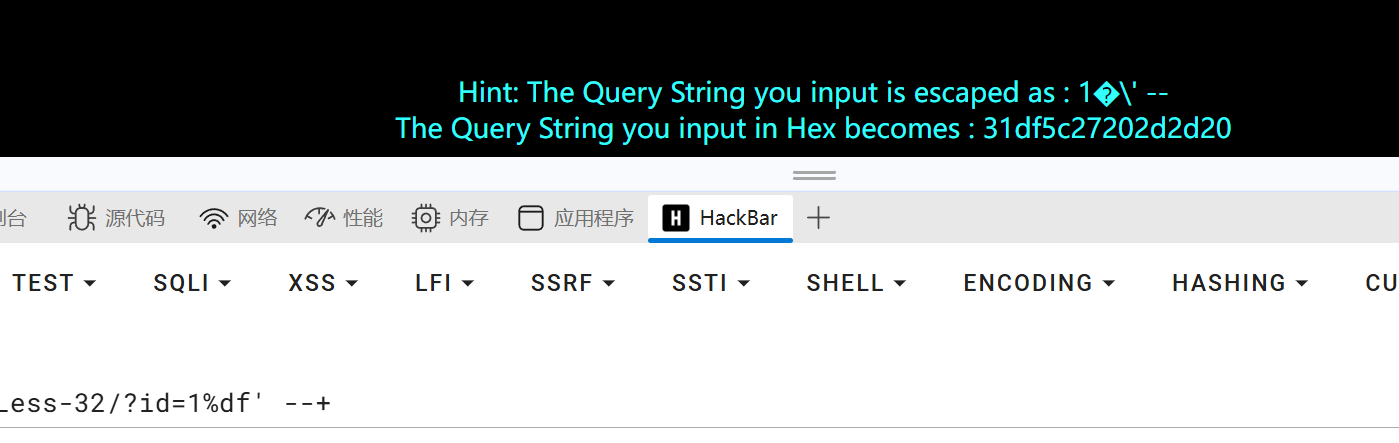 Hint: The Query String you input is escaped as : 1�\' --
The Query String you input in Hex becomes : 31df5c27202d2d20
台 源代码 网络 性能 内存 应用程序 H HackBar
TEST SQLI XSS LFI SSRF SSTI SHELL ENCODING HASHING CU
Less-32/?id=1%df' --+